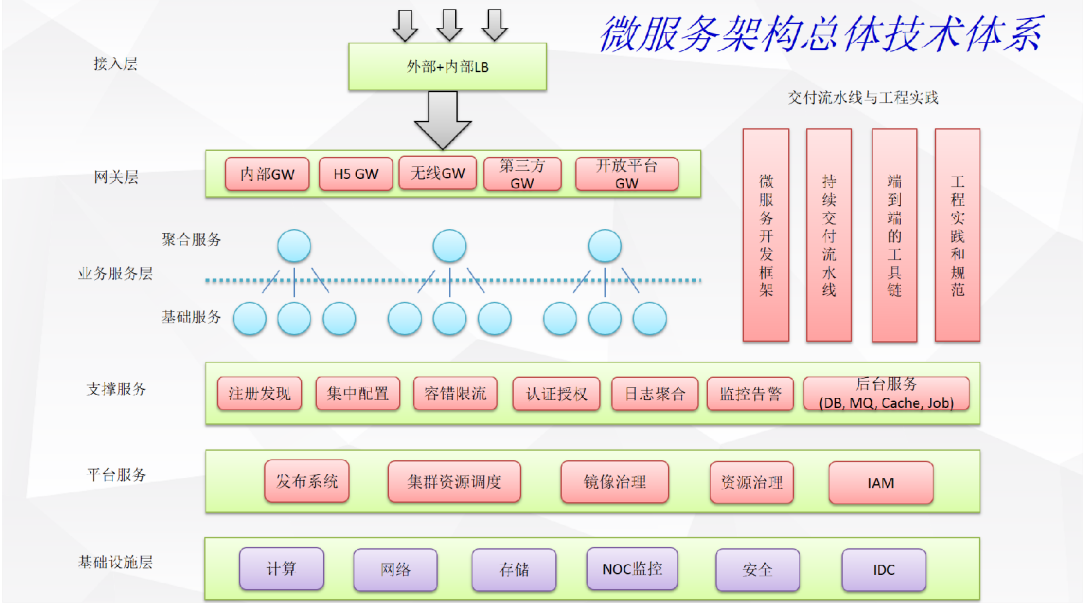 微服务架构总体技术体系
接入层
外部+内部LB
交付流水线与工程实践
网关层
内部GW
H5 GW
无线GW
第三方
GW
开放平台
GW
微服务开发框架
持续交付流水线
端到端的工具链
工程实践和规范
聚合服务
业务服务层
基础服务
支撑服务
注册发现
集中配置
容错限流
认证授权
日志聚合
监控告警
后台服务
(DB, MQ, Cache, Job)
平台服务
发布系统
集群资源调度
镜像治理
资源治理
IAM
基础设施层
计算
网络
存储
NOC监控
安全
IDC